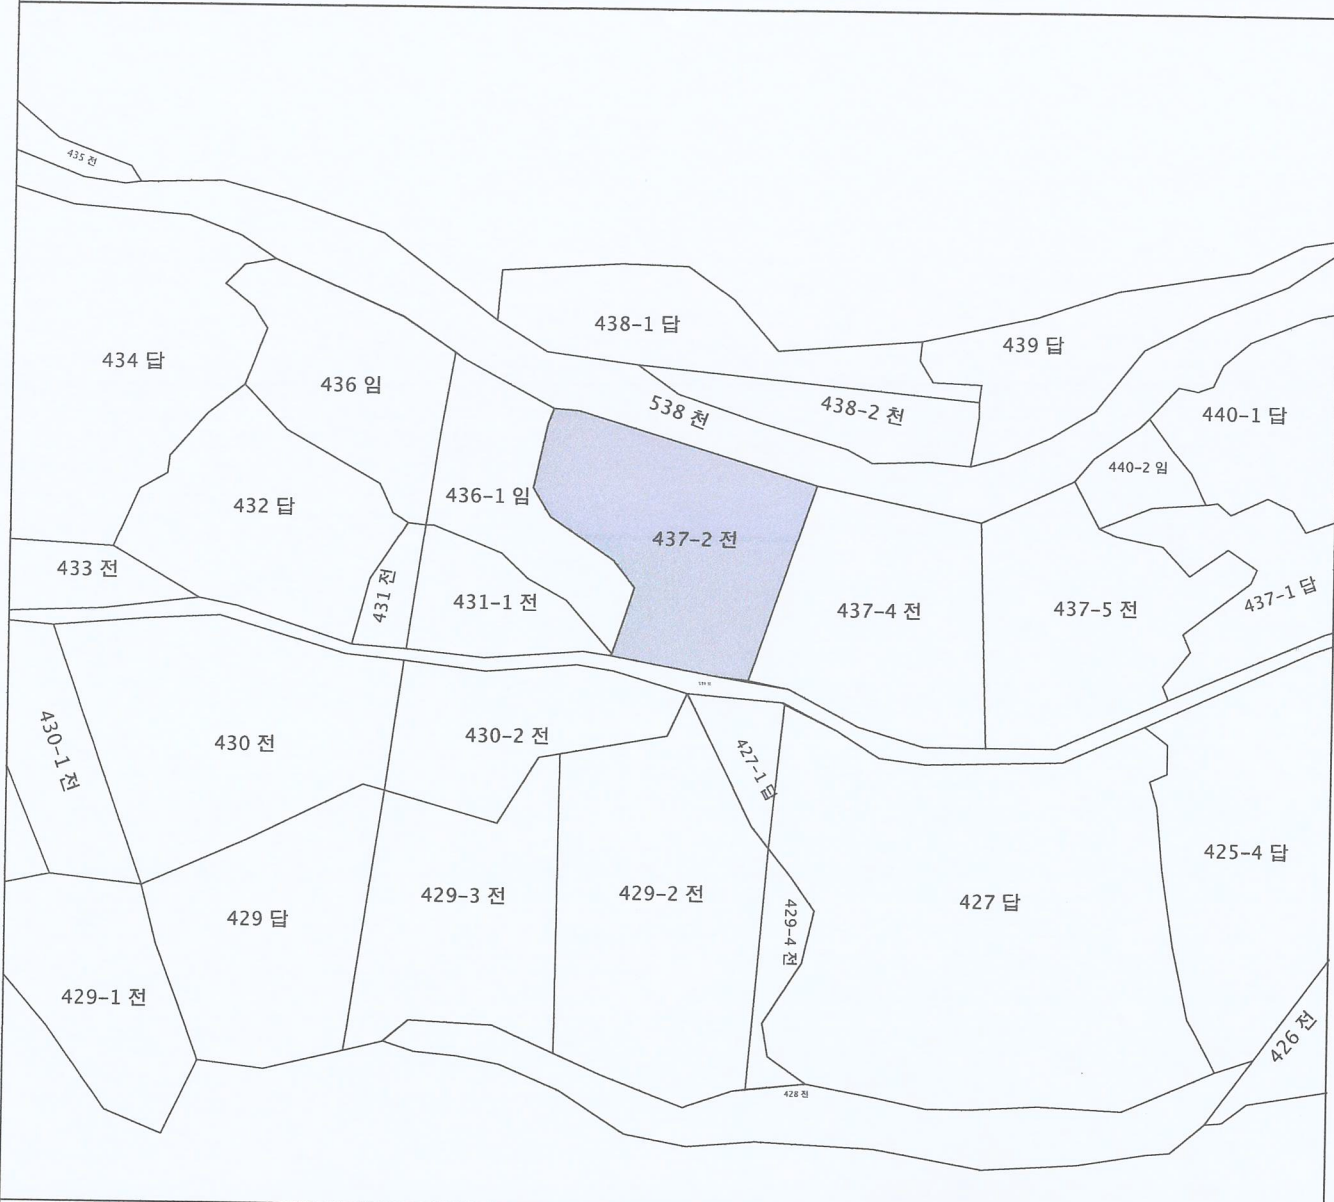 435 전
438-1 답
439 답
434 답
436 임
538 천
438-2 천
440-1 답
440-2 임
436-1 임
432 답
437-2 전
433 전
431 전
431-1 전
437-4 전
437-5 전
437-1 답
430-1 전
430 전
430-2 전
427-1 답
425-4 답
429-3 전
429-2 전
427 답
429 답
429-4 전
429-1 전
426 전
428 전